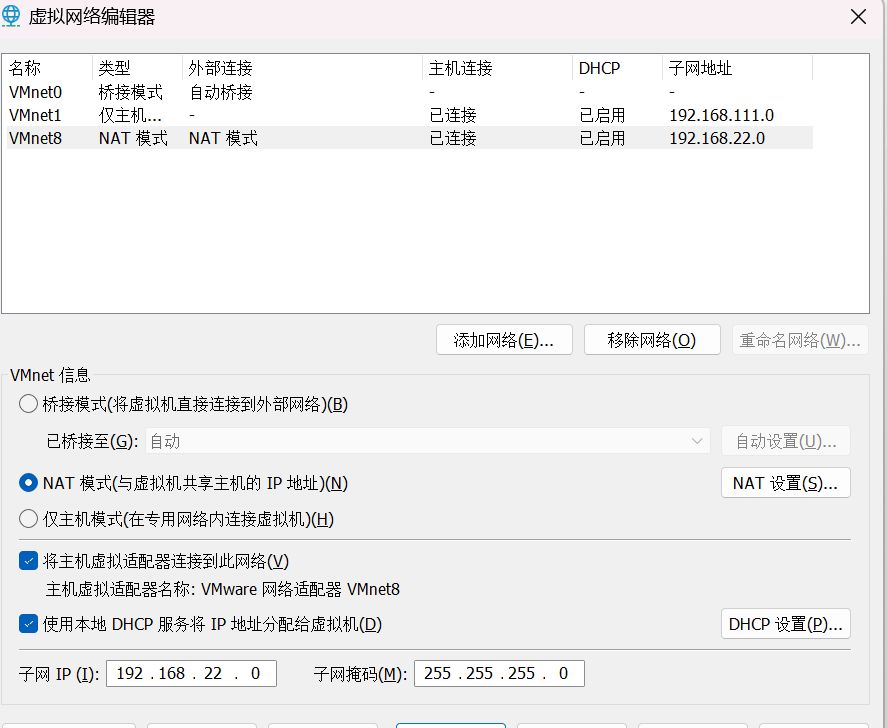 虚拟网络编辑器
名称 类型 外部连接 主机连接 DHCP 子网地址
VMnet0 桥接模式 自动桥接 - - -
VMnet1 仅主机... - 已连接 已启用 192.168.111.0
VMnet8 NAT 模式 NAT 模式 已连接 已启用 192.168.22.0
添加网络(E)... 移除网络(O) 重命名网络(W)...
VMnet 信息
桥接模式(将虚拟机直接连接到外部网络)(B)
已桥接至(G): 自动 自动设置(U)...
NAT 模式(与虚拟机共享主机的 IP 地址)(N) NAT 设置(S)...
仅主机模式(在专用网络内连接虚拟机)(H)
将主机虚拟适配器连接到此网络(V)
主机虚拟适配器名称: VMware 网络适配器 VMnet8
使用本地 DHCP 服务将 IP 地址分配给虚拟机(D) DHCP 设置(P)...
子网 IP (I): 192 . 168 . 22 . 0 子网掩码(M): 255 . 255 . 255 . 0